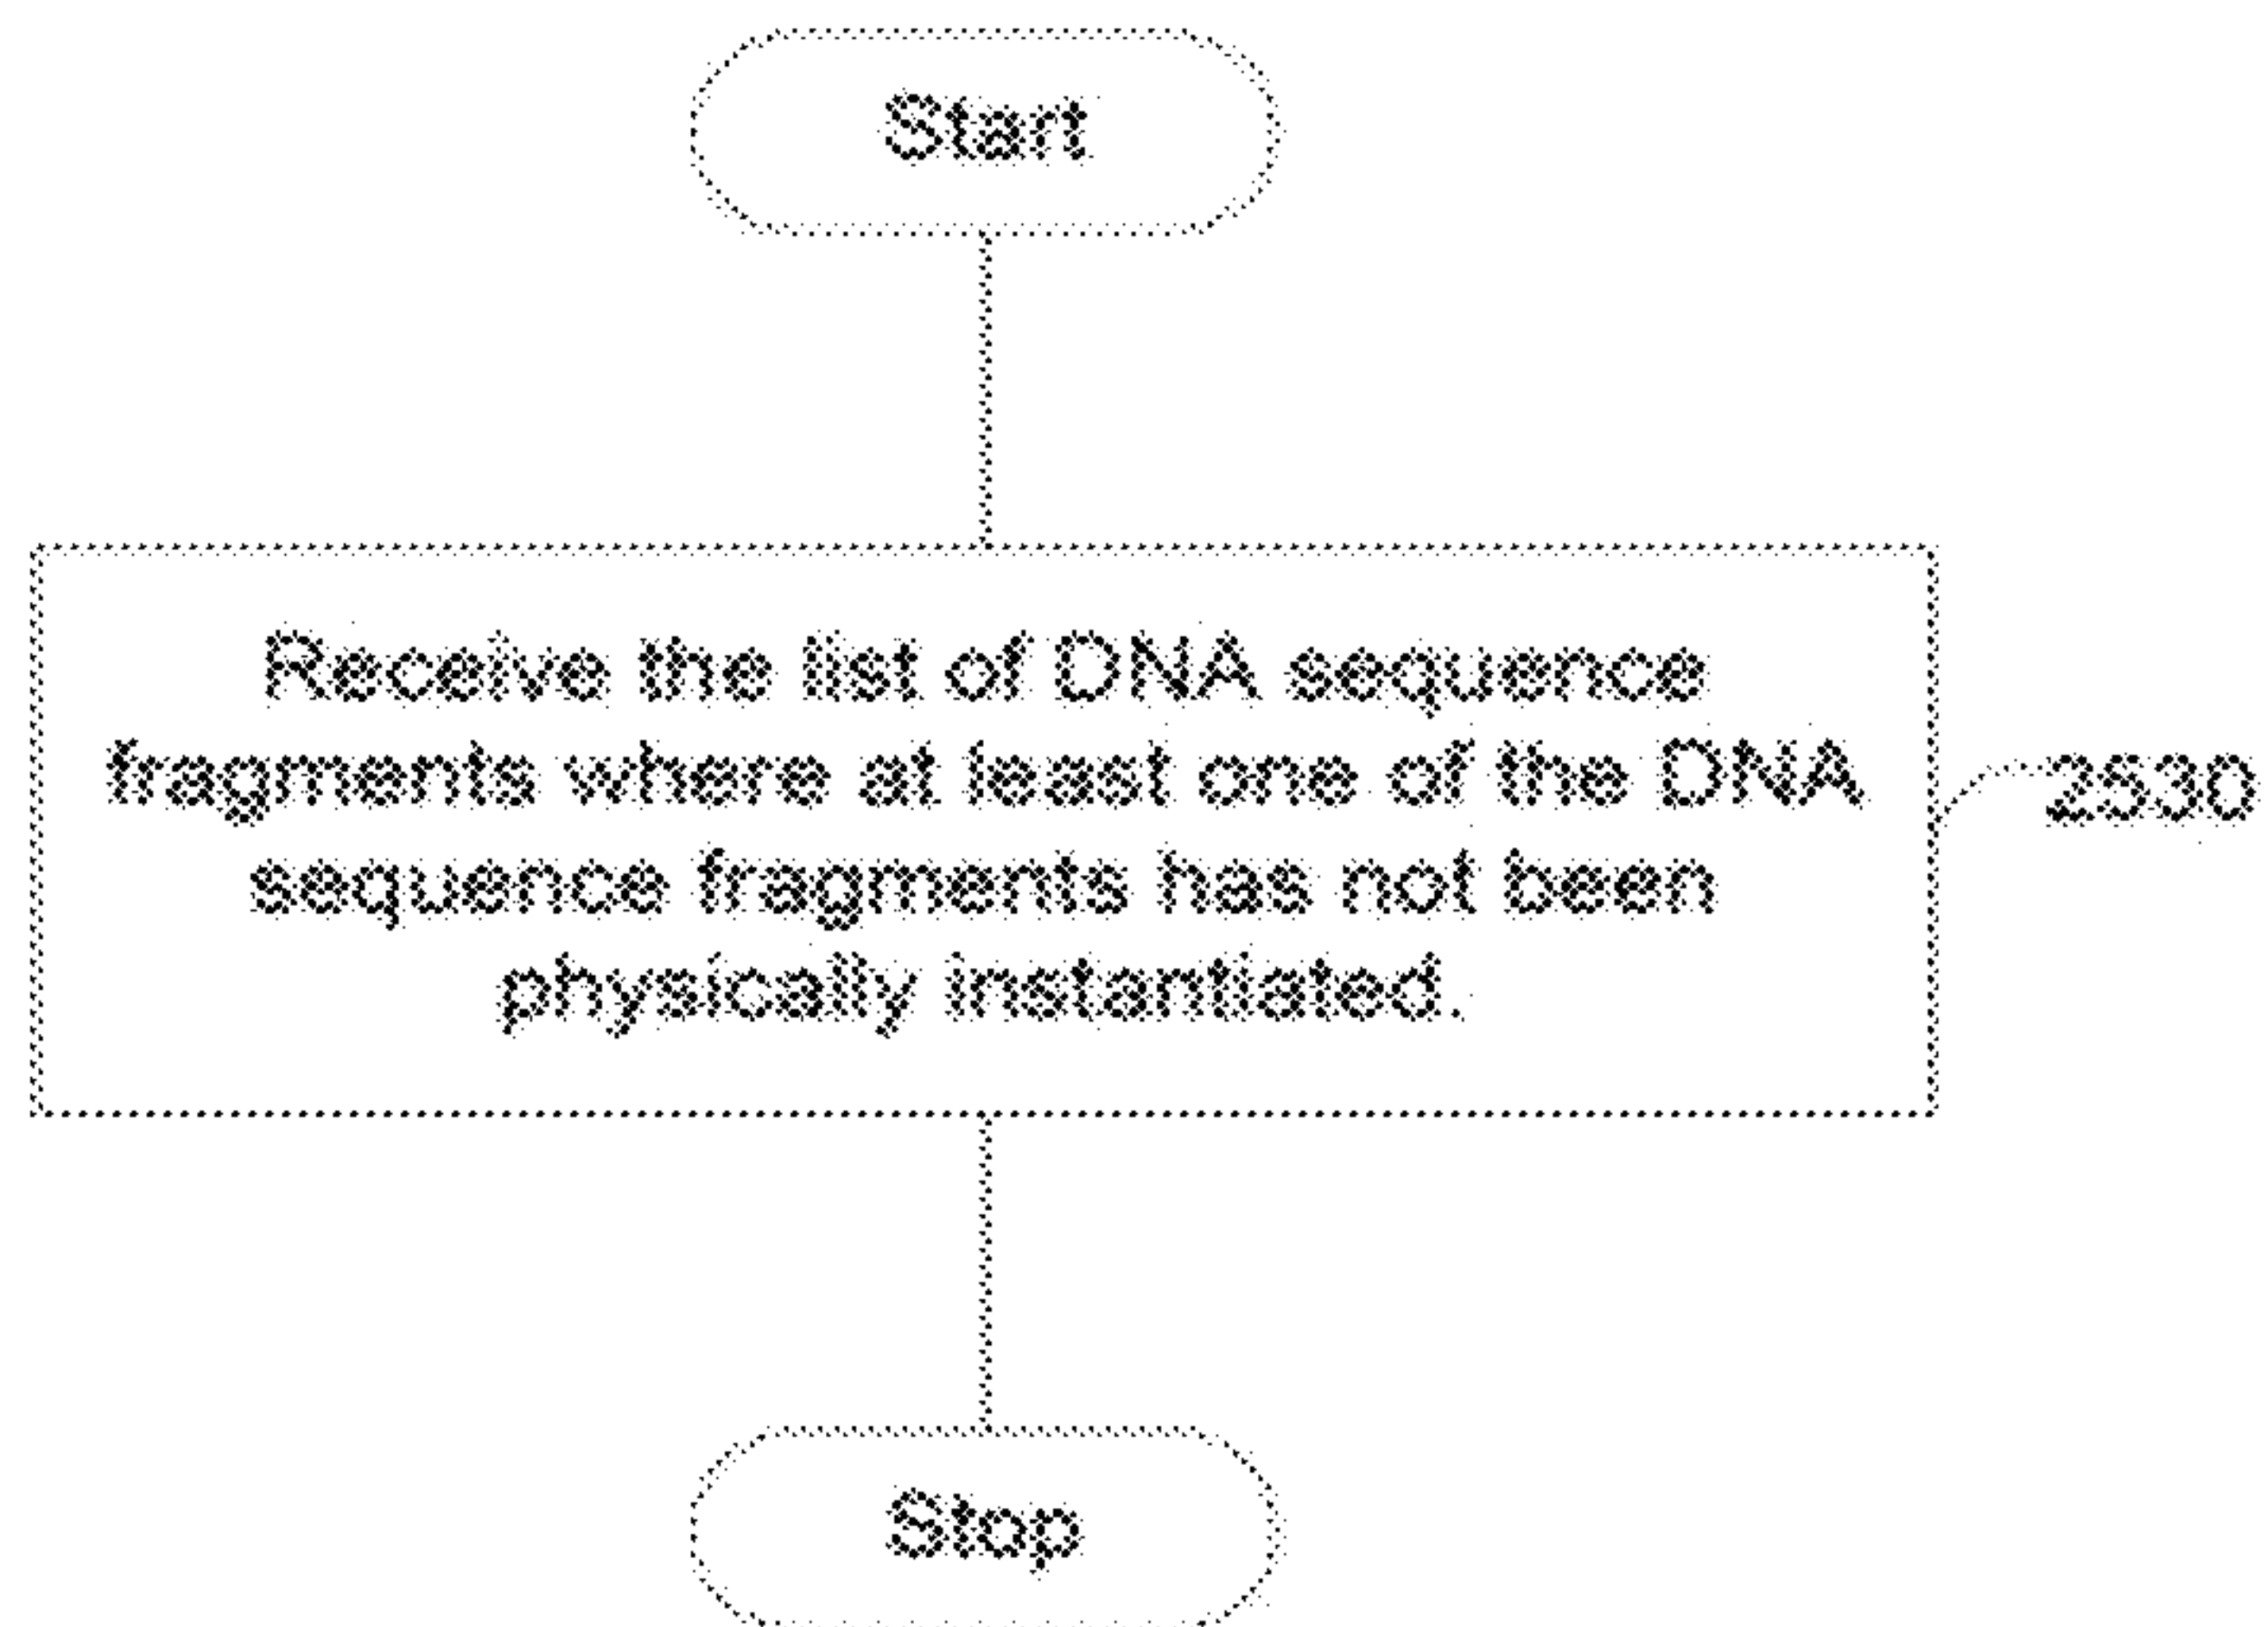 Start
Receive the list of DNA sequence
fragments where at least one of the DNA
sequence fragments has not been
physically instantiated.
2530
Stop